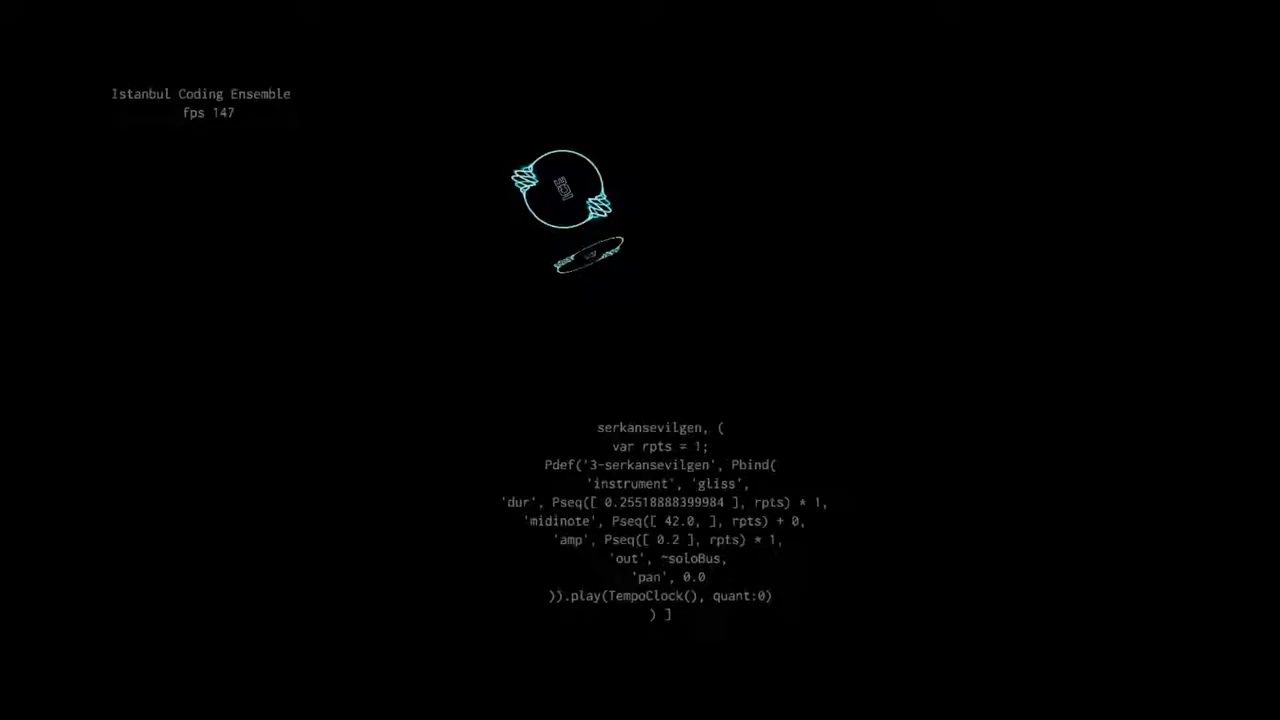 Istanbul Coding Ensemble
fps 147
ICE
serkansevilgen, (
var rpts = 1;
Pdef('3-serkansevilgen', Pbind(
'instrument', 'gliss',
'dur', Pseq([ 0.25518888399984 ], rpts) * 1,
'midinote', Pseq([ 42.0, ], rpts) + 0,
'amp', Pseq([ 0.2 ], rpts) * 1,
'out', ~soloBus,
'pan', 0.0
)).play(TempoClock(), quant:0)
) ]